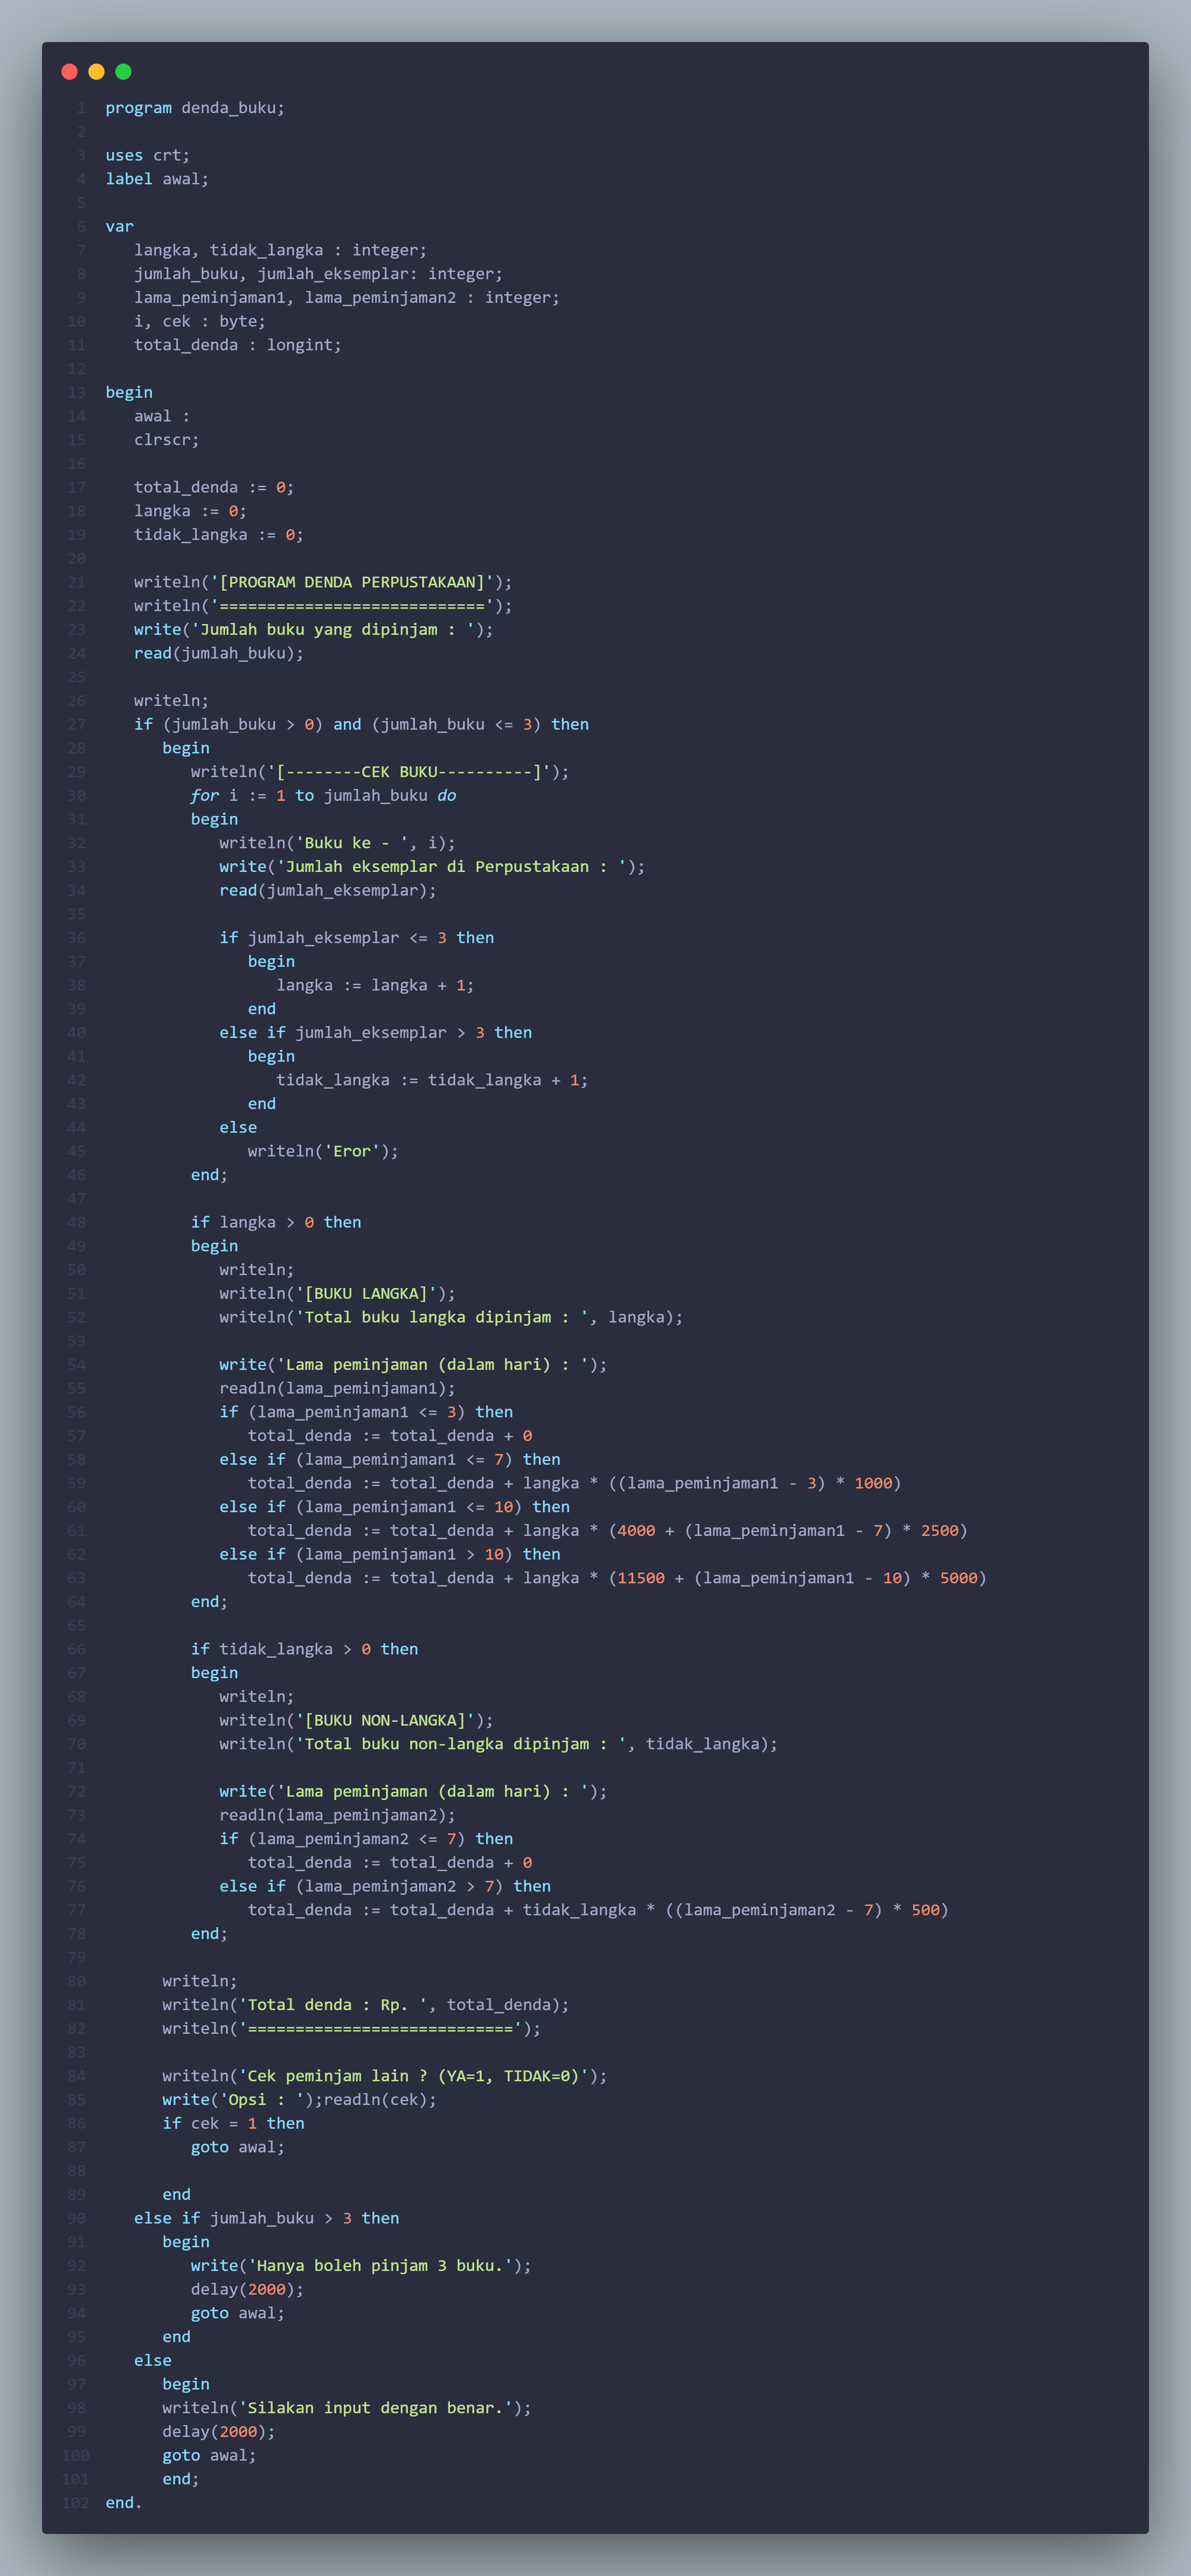 1 program denda_buku;
2
3 uses crt;
4 label awal;
5
6 var
7    langka, tidak_langka : integer;
8    jumlah_buku, jumlah_eksemplar: integer;
9    lama_peminjaman1, lama_peminjaman2 : integer;
10    i, cek : byte;
11    total_denda : longint;
12
13 begin
14    awal :
15    clrscr;
16
17    total_denda := 0;
18    langka := 0;
19    tidak_langka := 0;
20
21    writeln('[PROGRAM DENDA PERPUSTAKAAN]');
22    writeln('============================');
23    write('Jumlah buku yang dipinjam : ');
24    read(jumlah_buku);
25
26    writeln;
27    if (jumlah_buku > 0) and (jumlah_buku <= 3) then
28       begin
29          writeln('[--------CEK BUKU----------]');
30          for i := 1 to jumlah_buku do
31          begin
32             writeln('Buku ke - ', i);
33             write('Jumlah eksemplar di Perpustakaan : ');
34             read(jumlah_eksemplar);
35
36             if jumlah_eksemplar <= 3 then
37                begin
38                   langka := langka + 1;
39                end
40             else if jumlah_eksemplar > 3 then
41                begin
42                   tidak_langka := tidak_langka + 1;
43                end
44             else
45                writeln('Eror');
46          end;
47
48          if langka > 0 then
49          begin
50             writeln;
51             writeln('[BUKU LANGKA]');
52             writeln('Total buku langka dipinjam : ', langka);
53
54             write('Lama peminjaman (dalam hari) : ');
55             readln(lama_peminjaman1);
56             if (lama_peminjaman1 <= 3) then
57                total_denda := total_denda + 0
58             else if (lama_peminjaman1 <= 7) then
59                total_denda := total_denda + langka * ((lama_peminjaman1 - 3) * 1000)
60             else if (lama_peminjaman1 <= 10) then
61                total_denda := total_denda + langka * (4000 + (lama_peminjaman1 - 7) * 2500)
62             else if (lama_peminjaman1 > 10) then
63                total_denda := total_denda + langka * (11500 + (lama_peminjaman1 - 10) * 5000)
64          end;
65
66          if tidak_langka > 0 then
67          begin
68             writeln;
69             writeln('[BUKU NON-LANGKA]');
70             writeln('Total buku non-langka dipinjam : ', tidak_langka);
71
72             write('Lama peminjaman (dalam hari) : ');
73             readln(lama_peminjaman2);
74             if (lama_peminjaman2 <= 7) then
75                total_denda := total_denda + 0
76             else if (lama_peminjaman2 > 7) then
77                total_denda := total_denda + tidak_langka * ((lama_peminjaman2 - 7) * 500)
78          end;
79
80       writeln;
81       writeln('Total denda : Rp. ', total_denda);
82       writeln('============================');
83
84       writeln('Cek peminjam lain ? (YA=1, TIDAK=0)');
85       write('Opsi : ');readln(cek);
86       if cek = 1 then
87          goto awal;
88
89       end
90    else if jumlah_buku > 3 then
91       begin
92          write('Hanya boleh pinjam 3 buku.');
93          delay(2000);
94          goto awal;
95       end
96    else
97       begin
98       writeln('Silakan input dengan benar.');
99       delay(2000);
100       goto awal;
101       end;
102 end.